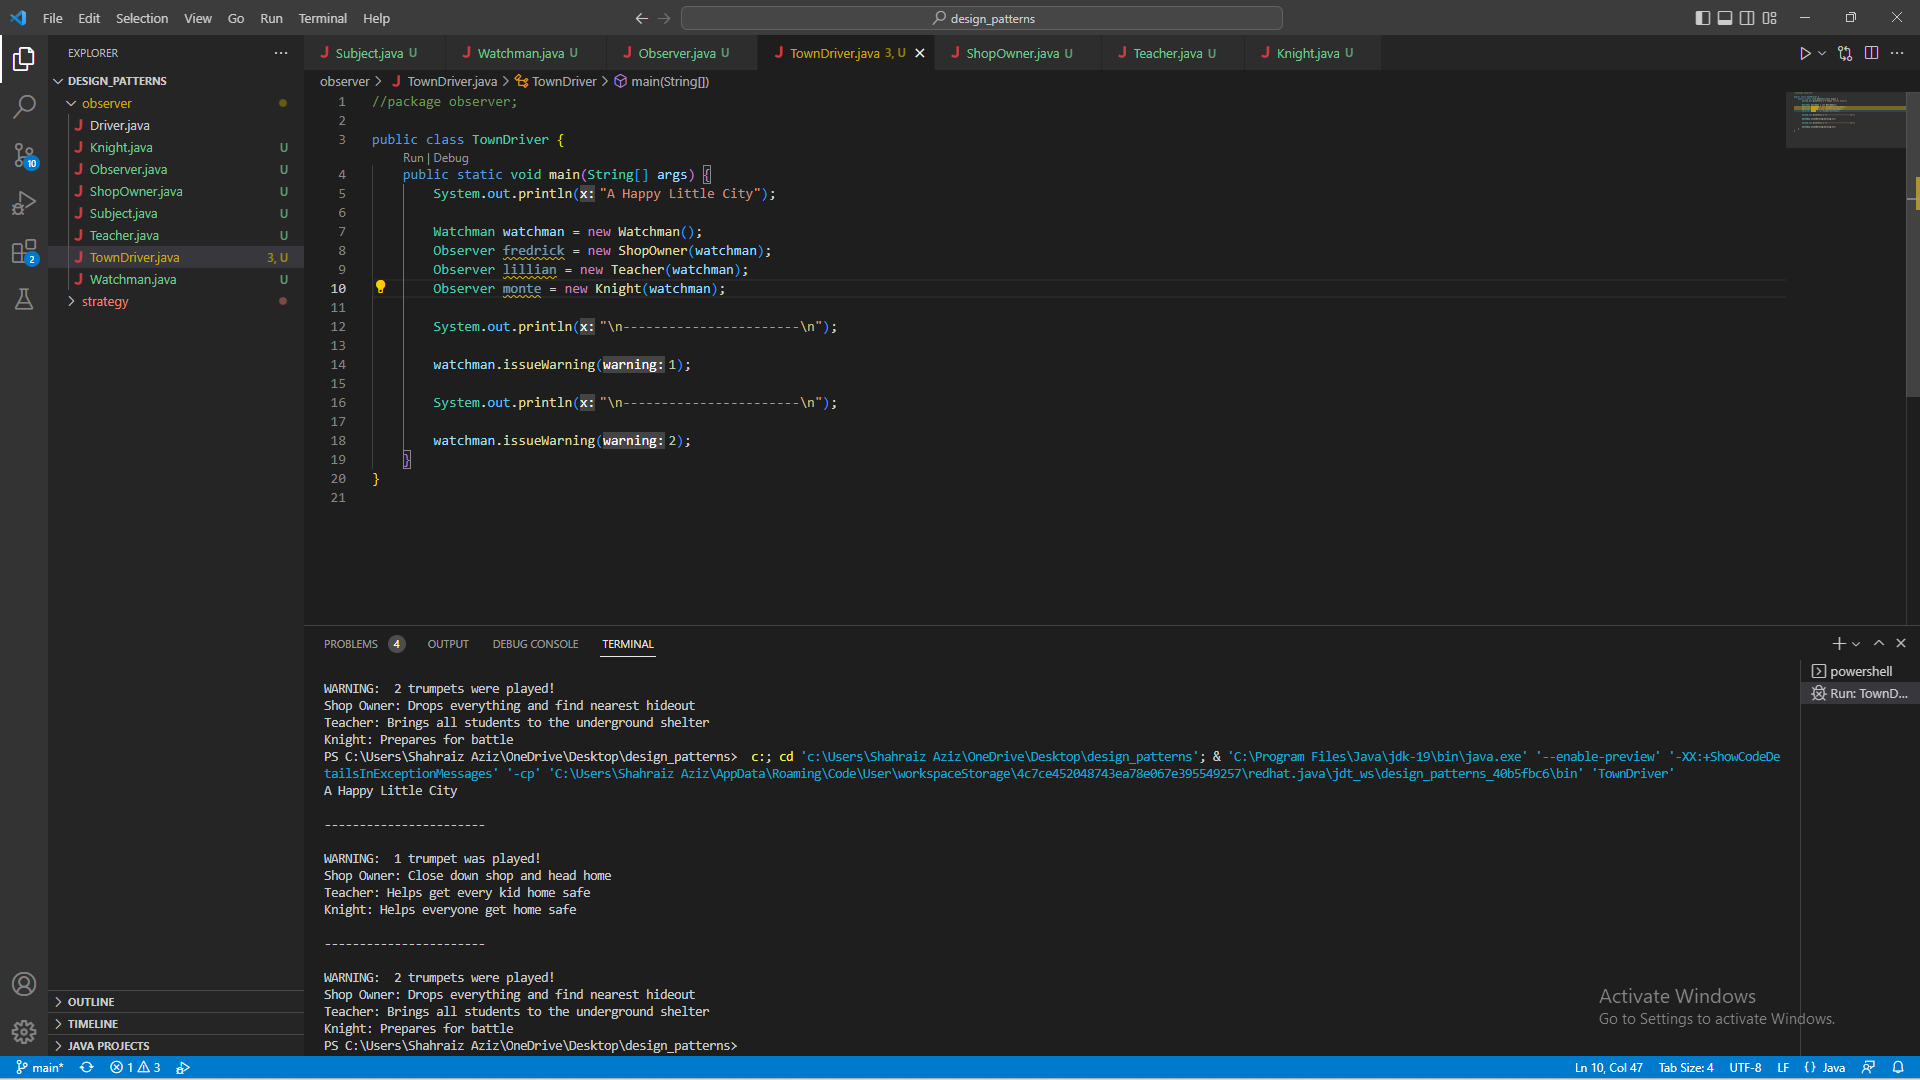 File Edit Selection View Go Run Terminal Help
design_patterns
EXPLORER
DESIGN_PATTERNS
observer
Driver.java
Knight.java U
Observer.java U
ShopOwner.java U
Subject.java U
Teacher.java U
TownDriver.java 3, U
Watchman.java U
strategy
OUTLINE
TIMELINE
JAVA PROJECTS
10
2
Subject.java U Watchman.java U Observer.java U TownDriver.java 3, U ShopOwner.java U Teacher.java U Knight.java U
observer > TownDriver.java > TownDriver > main(String[])
1 //package observer;
2
3 public class TownDriver {
Run | Debug
4 public static void main(String[] args) {
5 System.out.println(x: "A Happy Little City");
6
7 Watchman watchman = new Watchman();
8 Observer fredrick = new ShopOwner(watchman);
9 Observer lillian = new Teacher(watchman);
10 Observer monte = new Knight(watchman);
11
12 System.out.println(x: "\n-----------------------\n");
13
14 watchman.issueWarning(warning: 1);
15
16 System.out.println(x: "\n-----------------------\n");
17
18 watchman.issueWarning(warning: 2);
19 }
20 }
21
PROBLEMS 4 OUTPUT DEBUG CONSOLE TERMINAL
powershell
Run: TownD...
WARNING:  2 trumpets were played!
Shop Owner: Drops everything and find nearest hideout
Teacher: Brings all students to the underground shelter
Knight: Prepares for battle
PS C:\Users\Shahraiz Aziz\OneDrive\Desktop\design_patterns>  c:; cd 'c:\Users\Shahraiz Aziz\OneDrive\Desktop\design_patterns'; & 'C:\Program Files\Java\jdk-19\bin\java.exe' '--enable-preview' '-XX:+ShowCodeDe
tailsInExceptionMessages' '-cp' 'C:\Users\Shahraiz Aziz\AppData\Roaming\Code\User\workspaceStorage\4c7ce452048743ea78e067e395549257\redhat.java\jdt_ws\design_patterns_40b5fbc6\bin' 'TownDriver'
A Happy Little City
-----------------------
WARNING:  1 trumpet was played!
Shop Owner: Close down shop and head home
Teacher: Helps get every kid home safe
Knight: Helps everyone get home safe
-----------------------
WARNING:  2 trumpets were played!
Shop Owner: Drops everything and find nearest hideout
Teacher: Brings all students to the underground shelter
Knight: Prepares for battle
PS C:\Users\Shahraiz Aziz\OneDrive\Desktop\design_patterns>
Activate Windows
Go to Settings to activate Windows.
main* 1 3 Ln 10, Col 47 Tab Size: 4 UTF-8 LF {} Java